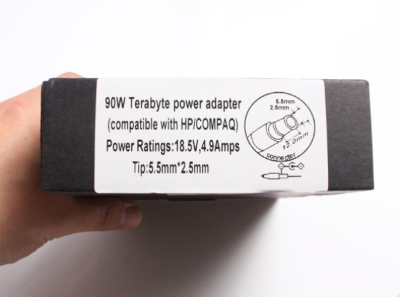 90W Terabyte power adapter
(compatible with HP/COMPAQ)
Power Ratings:18.5V,4.9Amps
Tip:5.5mm*2.5mm
5.5mm
2.5mm
connector